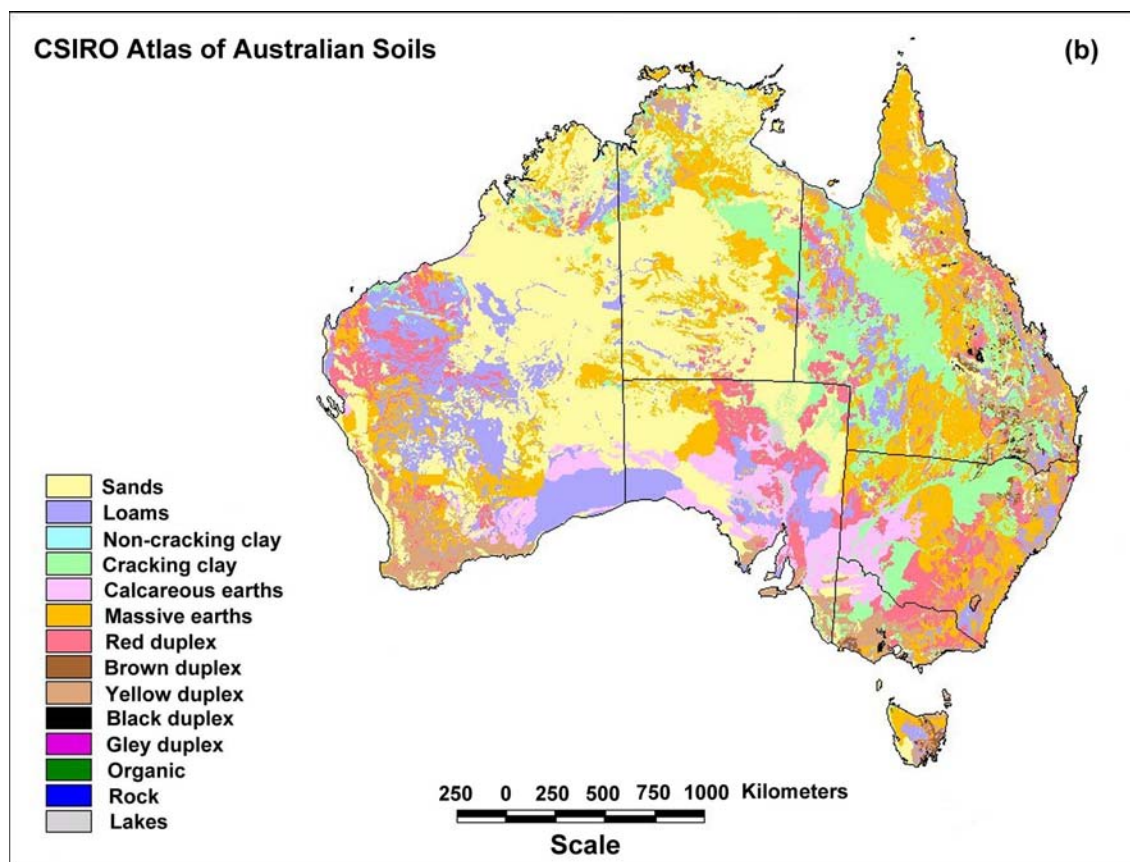 CSIRO Atlas of Australian Soils
(b)
Sands
Loams
Non-cracking clay
Cracking clay
Calcareous earths
Massive earths
Red duplex
Brown duplex
Yellow duplex
Black duplex
Gley duplex
Organic
Rock
Lakes
250 0 250 500 750 1000 Kilometers
Scale